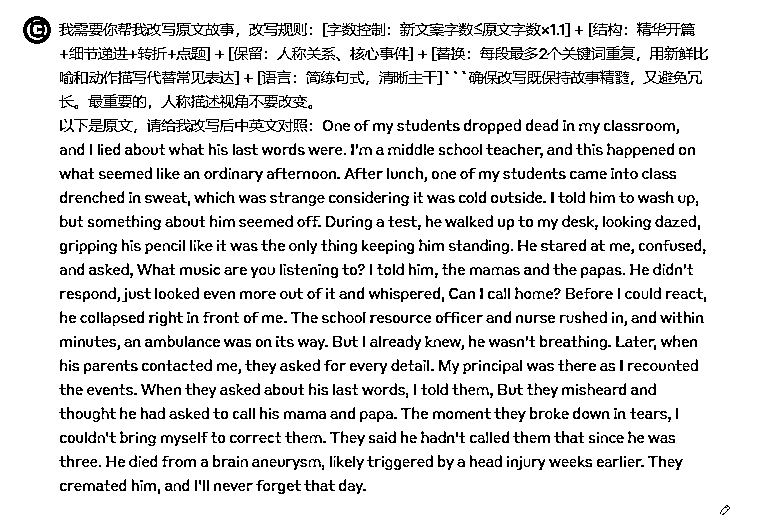 我需要你帮我改写原文故事，改写规则：[字数控制：新文案字数≤原文字数×1.1] + [结构：精华开篇
+细节递进+转折+点题] + [保留：人称关系、核心事件] + [替换：每段最多2个关键词重复，用新鲜比
喻和动作描写代替常见表达] + [语言：简练句式，清晰主干]```确保改写既保持故事精髓，又避免冗
长。最重要的，人称描述视角不要改变。
以下是原文，请给我改写后中英文对照：One of my students dropped dead in my classroom,
and I lied about what his last words were. I'm a middle school teacher, and this happened on
what seemed like an ordinary afternoon. After lunch, one of my students came into class
drenched in sweat, which was strange considering it was cold outside. I told him to wash up,
but something about him seemed off. During a test, he walked up to my desk, looking dazed,
gripping his pencil like it was the only thing keeping him standing. He stared at me, confused,
and asked, What music are you listening to? I told him, the mamas and the papas. He didn't
respond, just looked even more out of it and whispered, Can I call home? Before I could react,
he collapsed right in front of me. The school resource officer and nurse rushed in, and within
minutes, an ambulance was on its way. But I already knew, he wasn't breathing. Later, when
his parents contacted me, they asked for every detail. My principal was there as I recounted
the events. When they asked about his last words, I told them, But they misheard and
thought he had asked to call his mama and papa. The moment they broke down in tears, I
couldn't bring myself to correct them. They said he hadn't called them that since he was
three. He died from a brain aneurysm, likely triggered by a head injury weeks earlier. They
cremated him, and I'll never forget that day.